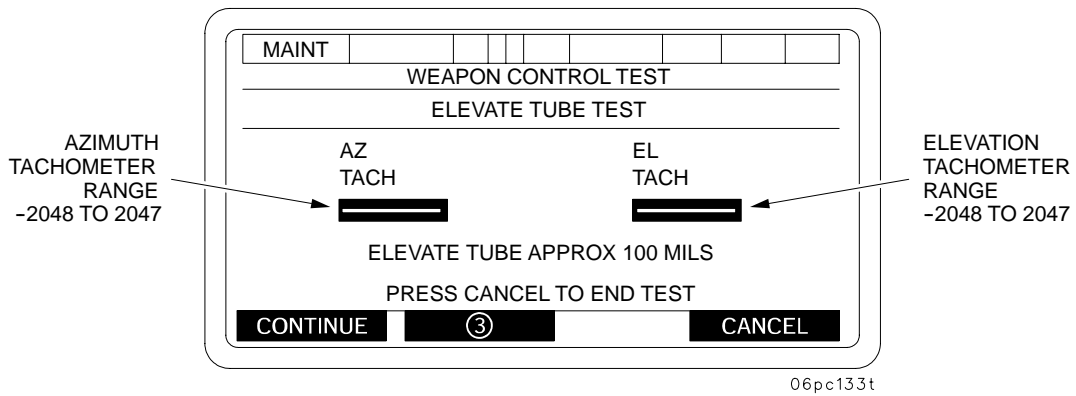 MAINT
WEAPON CONTROL TEST
ELEVATE TUBE TEST
AZIMUTH
TACHOMETER
RANGE
-2048 TO 2047
AZ
TACH
EL
TACH
ELEVATION
TACHOMETER
RANGE
-2048 TO 2047
ELEVATE TUBE APPROX 100 MILS
PRESS CANCEL TO END TEST
CONTINUE ③ CANCEL
06pc133t